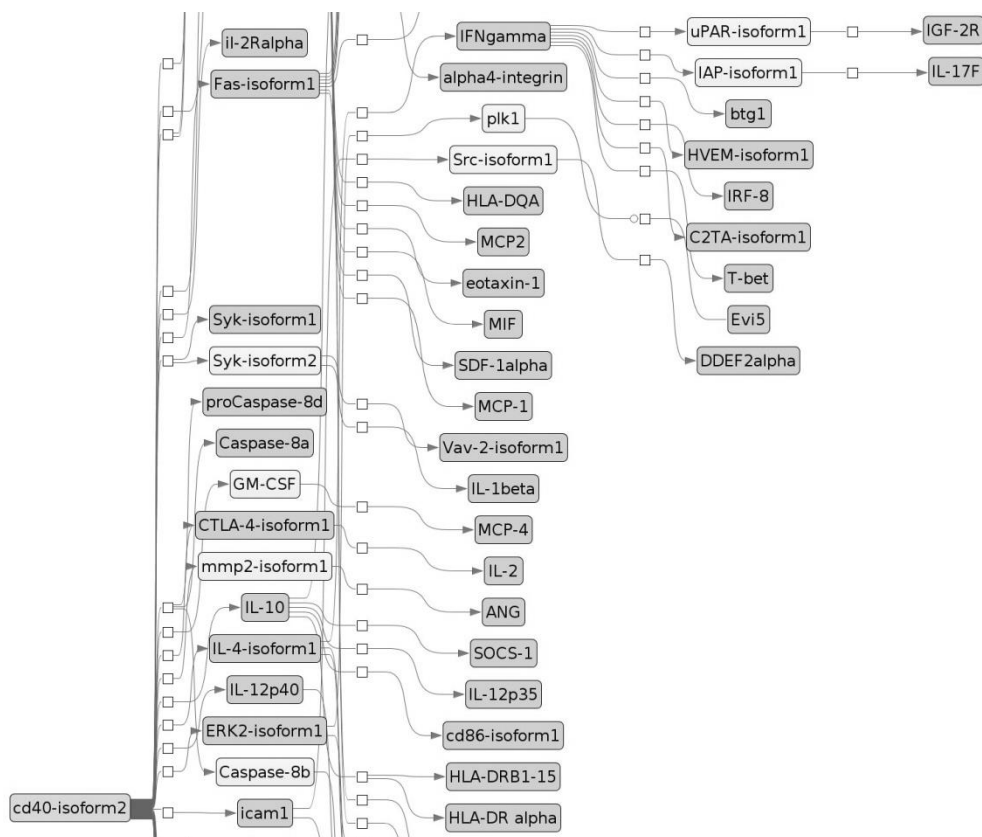 il-2Ralpha
Fas-isoform1
Syk-isoform1
Syk-isoform2
proCaspase-8d
Caspase-8a
GM-CSF
CTLA-4-isoform1
mmp2-isoform1
IL-10
IL-4-isoform1
IL-12p40
ERK2-isoform1
Caspase-8b
cd40-isoform2
icam1
IFNgamma
alpha4-integrin
plk1
Src-isoform1
HLA-DQA
MCP2
eotaxin-1
MIF
SDF-1alpha
MCP-1
Vav-2-isoform1
IL-1beta
MCP-4
IL-2
ANG
SOCS-1
IL-12p35
cd86-isoform1
HLA-DRB1-15
HLA-DR alpha
uPAR-isoform1
IAP-isoform1
btg1
HVEM-isoform1
IRF-8
C2TA-isoform1
T-bet
Evi5
DDEF2alpha
IGF-2R
IL-17F